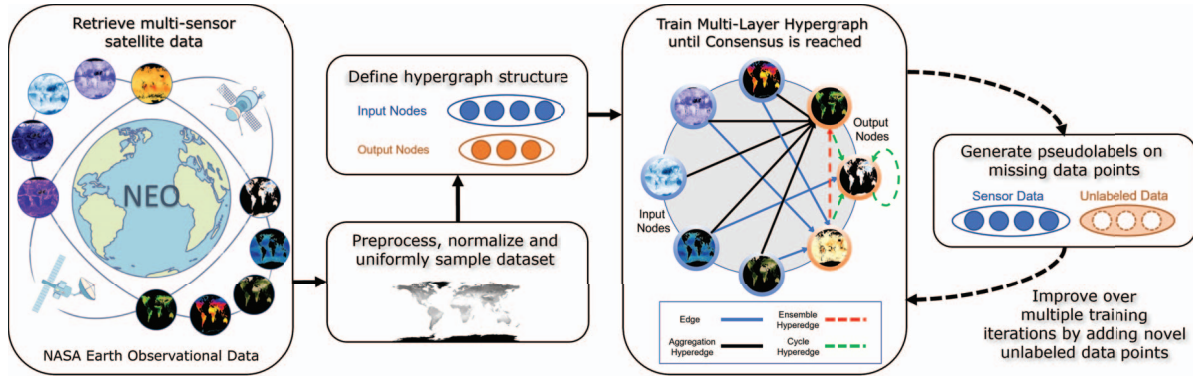 Retrieve multi-sensor
satellite data
NEO
NASA Earth Observational Data
Define hypergraph structure
Input Nodes
Output Nodes
Preprocess, normalize and
uniformly sample dataset
Train Multi-Layer Hypergraph
until Consensus is reached
Output
Nodes
Input
Nodes
Edge
Ensemble
Hyperedge
Aggregation
Hyperedge
Cycle
Hyperedge
Generate pseudolabels on
missing data points
Sensor Data
Unlabeled Data
Improve over
multiple training
iterations by adding novel
unlabeled data points